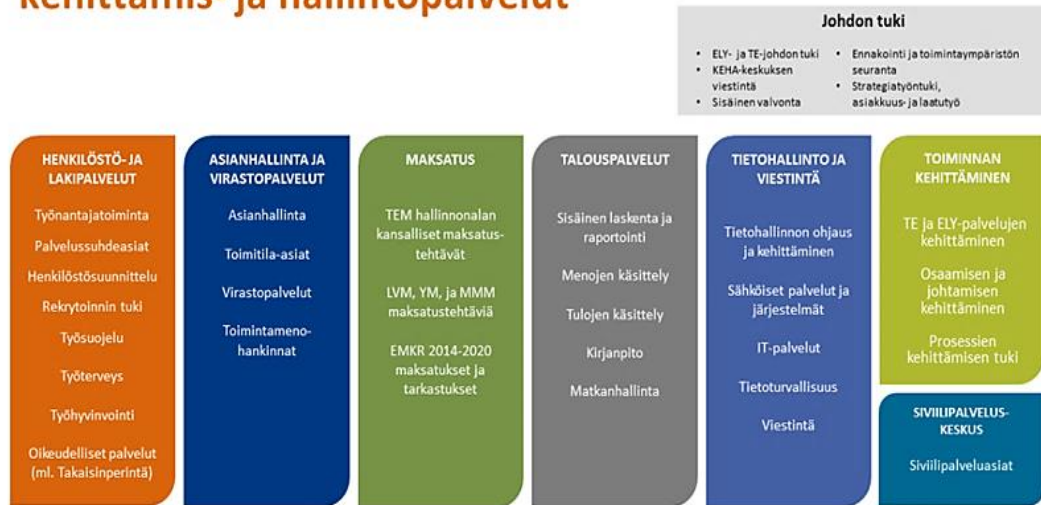 Kehittämis- ja hallintopalvelut
Johdon tuki
• ELY- ja TE-johdon tuki
• KEHA-keskuksen
viestintä
• Sisäinen valvonta
• Ennakointi ja toimintaympäristön
seuranta
• Strategiatyöntuki,
asiakkuus- ja laatutyö
HENKILÖSTÖ- JA
LAKIPALVELUT
Työnantajatoiminta
Palvelussuhdeasiat
Henkilöstösuunnittelu
Rekrytoinnin tuki
Työsuojelu
Työterveys
Työhyvinvointi
Oikeudelliset palvelut
(ml. Takaisinperintä)
ASIANHALLINTA JA
VIRASTOPALVELUT
Asianhallinta
Toimitila-asiat
Virastopalvelut
Toimintameno-
hankinnat
MAKSATUS
TEM hallinnonalan
kansalliset maksatus-
tehtävät
LVM, YM, ja MMM
maksatustehtäviä
EMKR 2014-2020
maksatukset ja
tarkastukset
TALOUSPALVELUT
Sisäinen laskenta ja
raportointi
Menojen käsittely
Tulojen käsittely
Kirjanpito
Matkanhallinta
TIETOHALLINTO JA
VIESTINTÄ
Tietohallinnon ohjaus
ja kehittäminen
Sähköiset palvelut ja
järjestelmät
IT-palvelut
Tietoturvallisuus
Viestintä
TOIMINNAN
KEHITTÄMINEN
TE ja ELY-palvelujen
kehittäminen
Osaamisen ja
johtamisen
kehittäminen
Prosessien
kehittämisen tuki
SIVIILIPALVELUS-
KESKUS
Siviilipalveluasiat